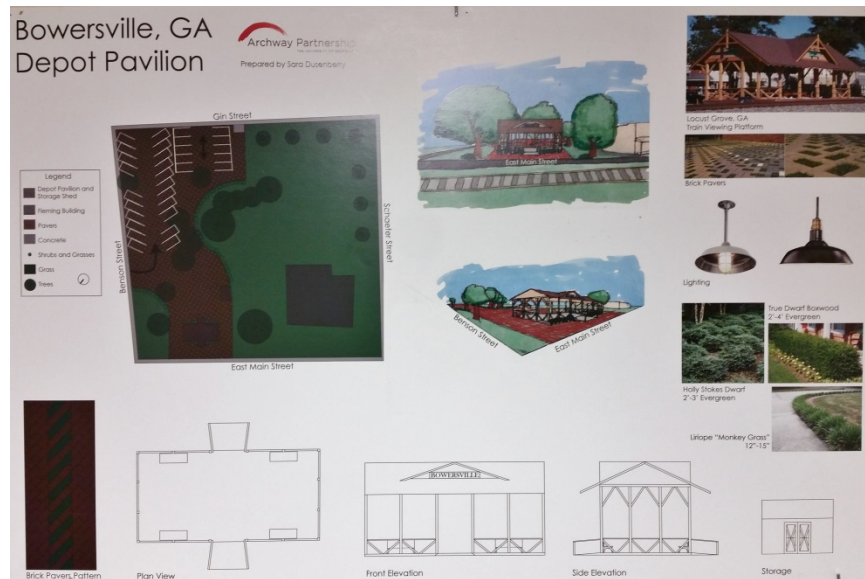 Bowersville, GA
Depot Pavilion
Archway Partnership
Prepared by Sara Dusenberry
Gin Street
Legend
Depot Pavilion and
Storage Shed
Fleming Building
Pavers
Concrete
Shrubs and Grasses
Grass
Trees
Benson Street
Schaefer Street
East Main Street
East Main Street
Benson Street
East Main Street
Locust Grove, GA
Train Viewing Platform
Brick Pavers
Lighting
True Dwarf Boxwood
2'-4' Evergreen
Holly Stokes Dwarf
2'-3' Evergreen
Liriope "Monkey Grass"
12"-15"
Brick Pavers Pattern
Plan View
BOWERSVILLE
Front Elevation
Side Elevation
Storage